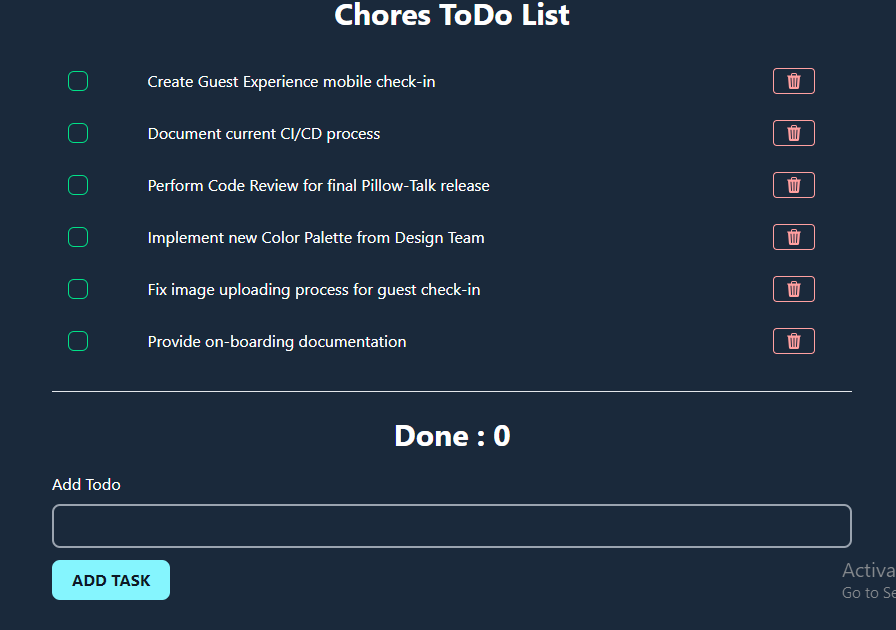 Chores ToDo List
Create Guest Experience mobile check-in
Document current CI/CD process
Perform Code Review for final Pillow-Talk release
Implement new Color Palette from Design Team
Fix image uploading process for guest check-in
Provide on-boarding documentation
Done : 0
Add Todo
ADD TASK
Activa
Go to Se